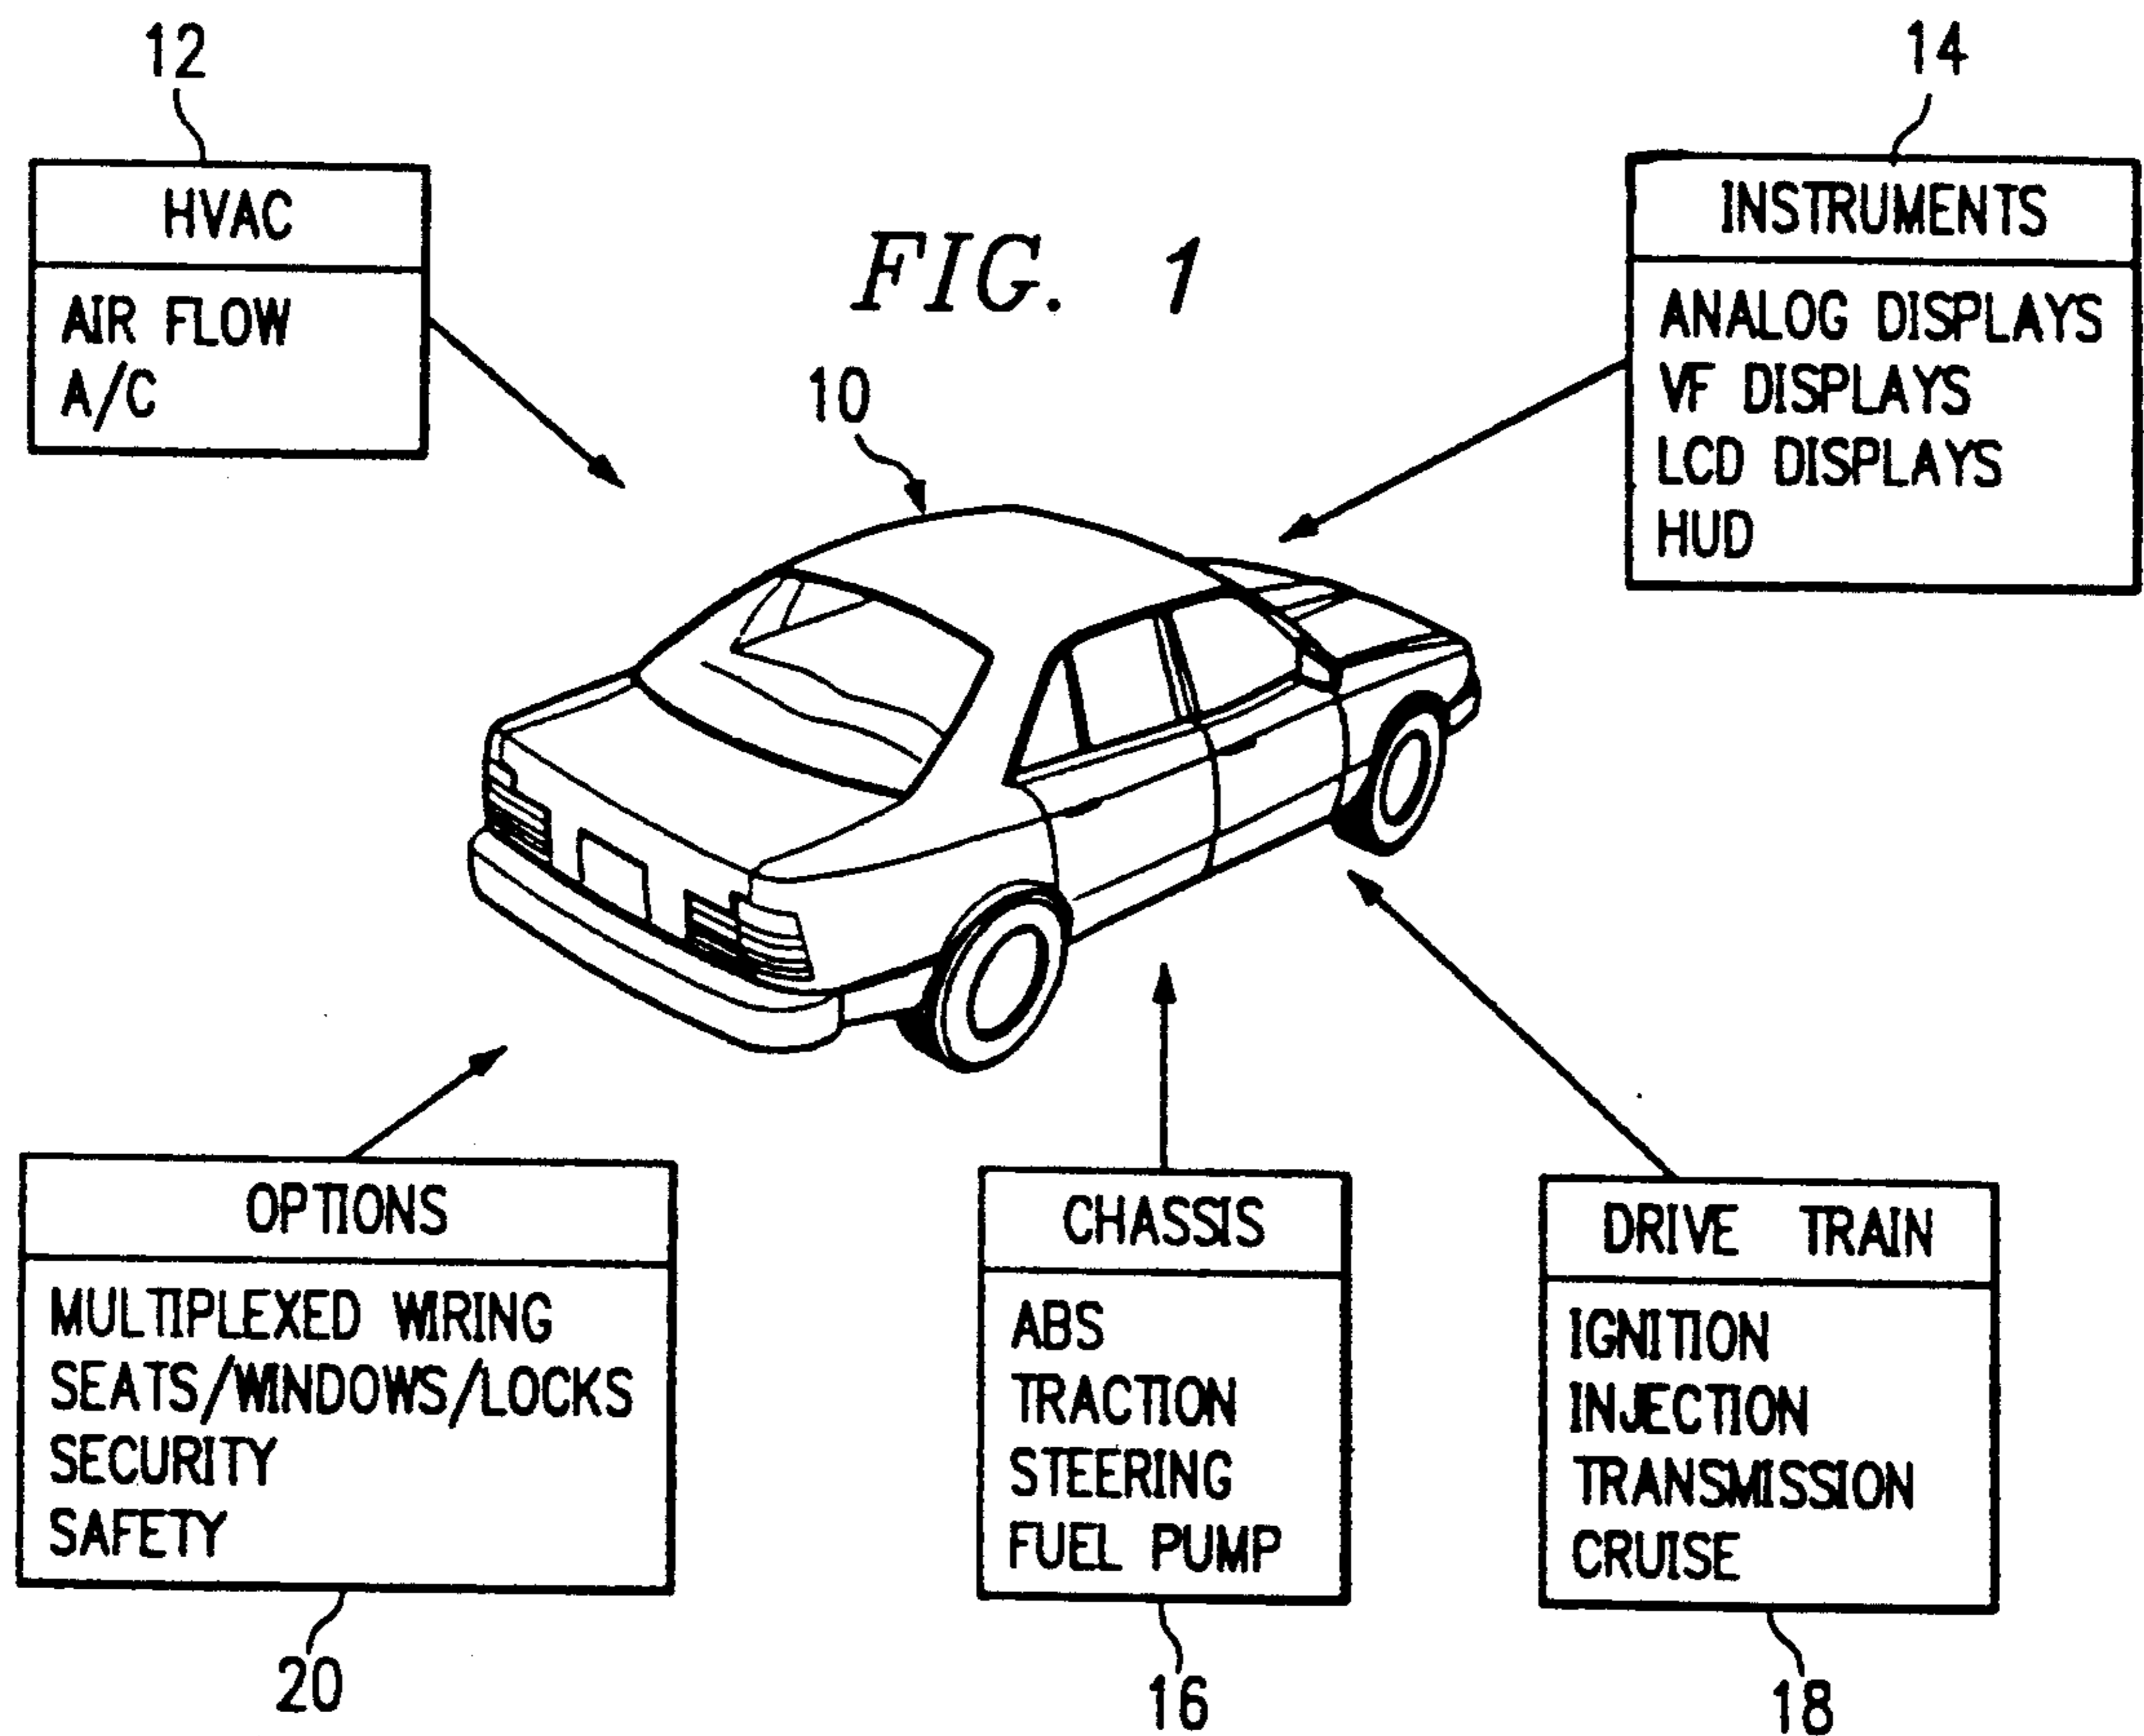 12
HVAC
AIR FLOW
A/C
FIG. 1
10
14
INSTRUMENTS
ANALOG DISPLAYS
VF DISPLAYS
LCD DISPLAYS
HUD
OPTIONS
MULTIPLEXED WIRING
SEATS/WINDOWS/LOCKS
SECURITY
SAFETY
20
CHASSIS
ABS
TRACTION
STEERING
FUEL PUMP
16
DRIVE TRAIN
IGNITION
INJECTION
TRANSMISSION
CRUISE
18